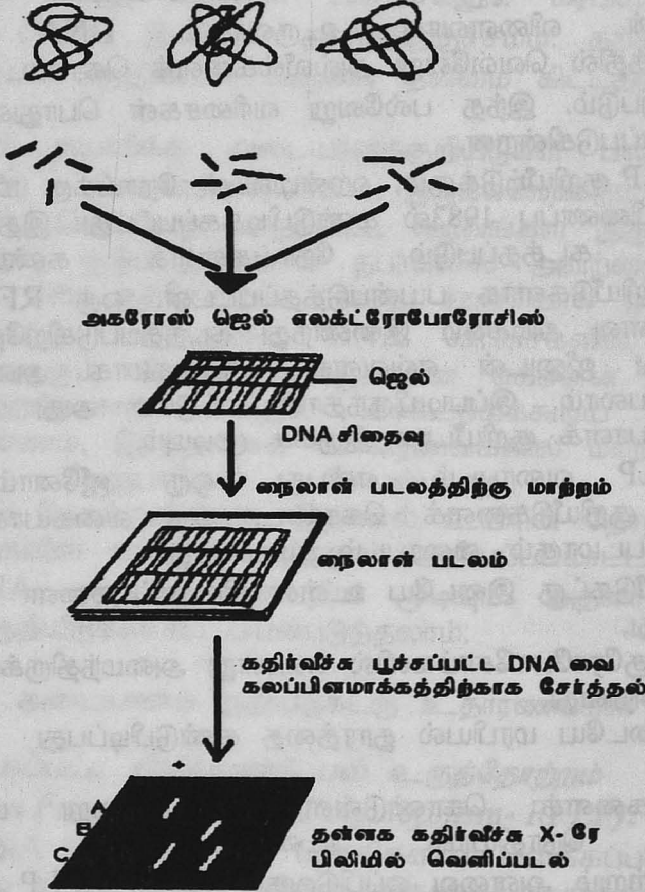 அகரோஸ் ஜெல் எலக்ட்ரோபோரோசிஸ்
ஜெல்
DNA சிதைவு
நைலான் படலத்திற்கு மாற்றம்
நைலான் படலம்
கதிர்வீச்சு பூச்சப்பட்ட DNA வை
கலப்பினமாக்கத்திற்காக சேர்த்தல்
B
C
தன்னக கதிர்வீச்சு X-ரே
பிலிமில் வெளிப்படல்